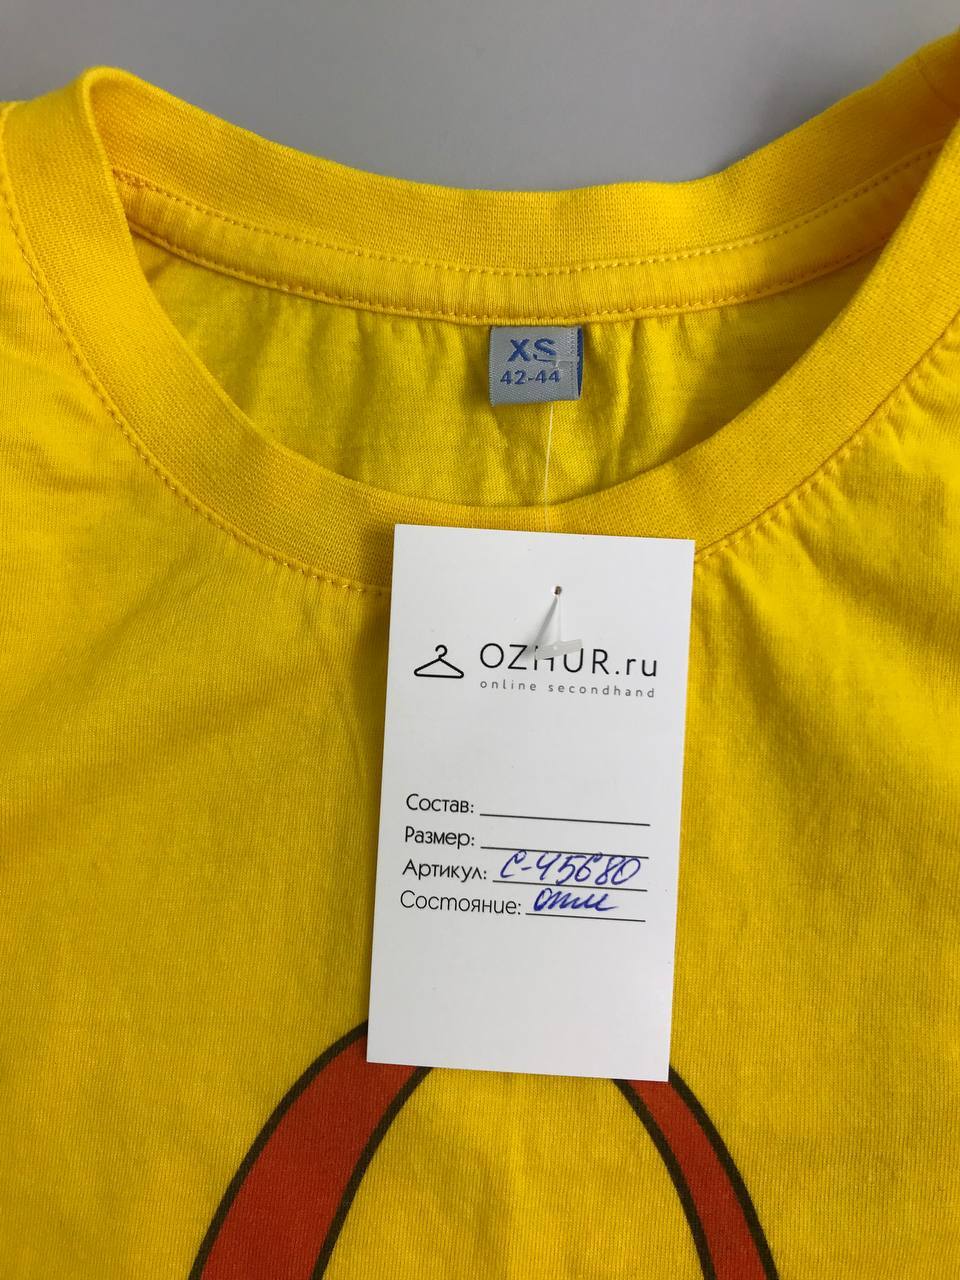 XS
42-44
OZHUR.ru
online secondhand
Состав:
Размер:
Артикул: С-45680
Состояние: отл